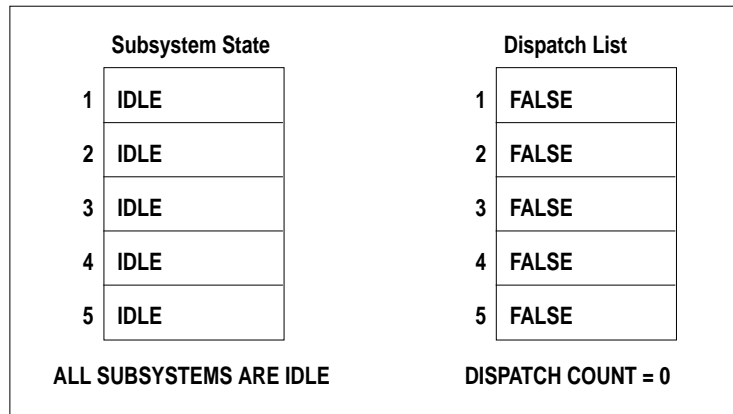 Subsystem State
1 IDLE
2 IDLE
3 IDLE
4 IDLE
5 IDLE
ALL SUBSYSTEMS ARE IDLE
Dispatch List
1 FALSE
2 FALSE
3 FALSE
4 FALSE
5 FALSE
DISPATCH COUNT = 0